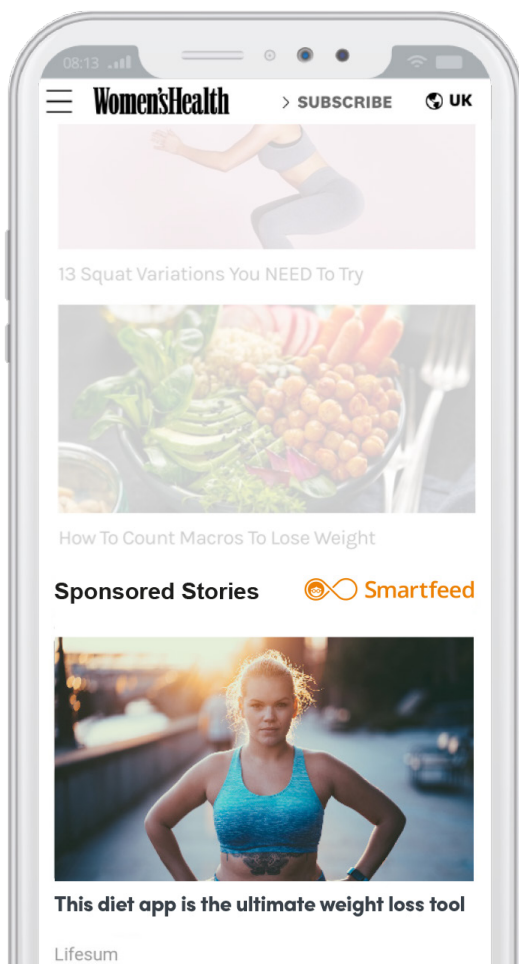 08:13
Women'sHealth > SUBSCRIBE UK
13 Squat Variations You NEED To Try
How To Count Macros To Lose Weight
Sponsored Stories Smartfeed
This diet app is the ultimate weight loss tool
Lifesum